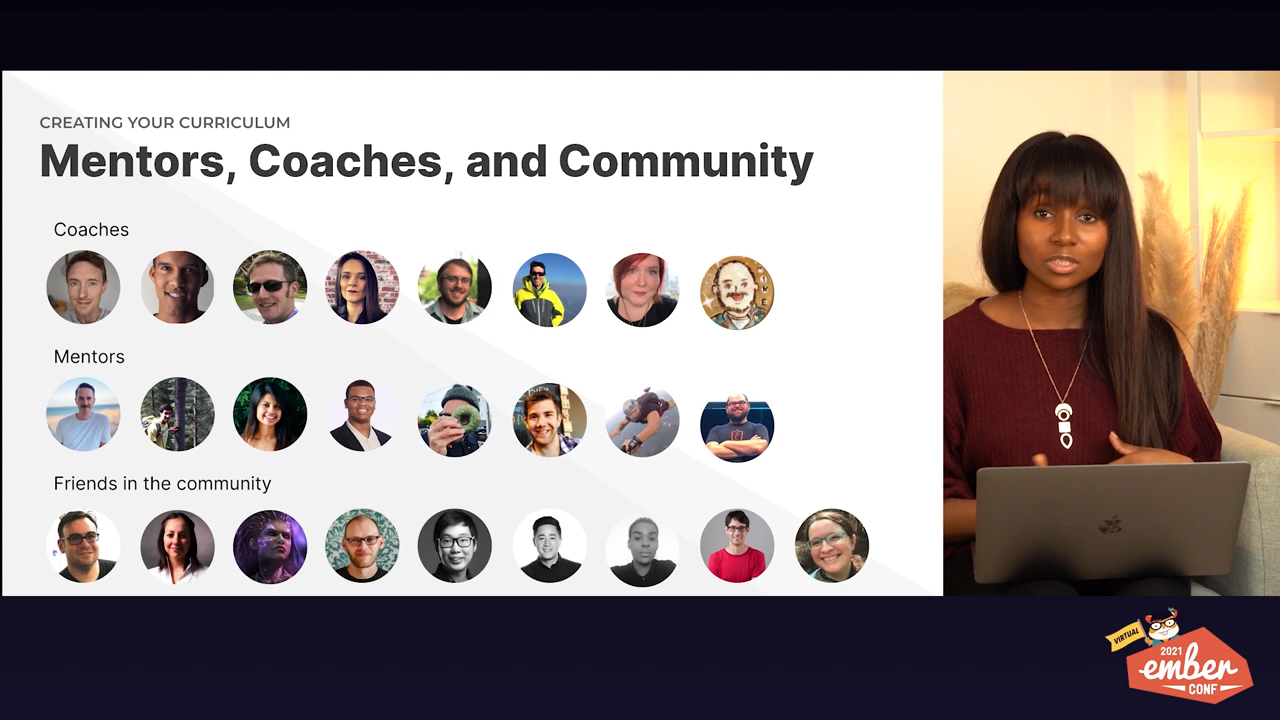 CREATING YOUR CURRICULUM
Mentors, Coaches, and Community
Coaches
Mentors
Friends in the community
VIRTUAL
2021
ember
CONF